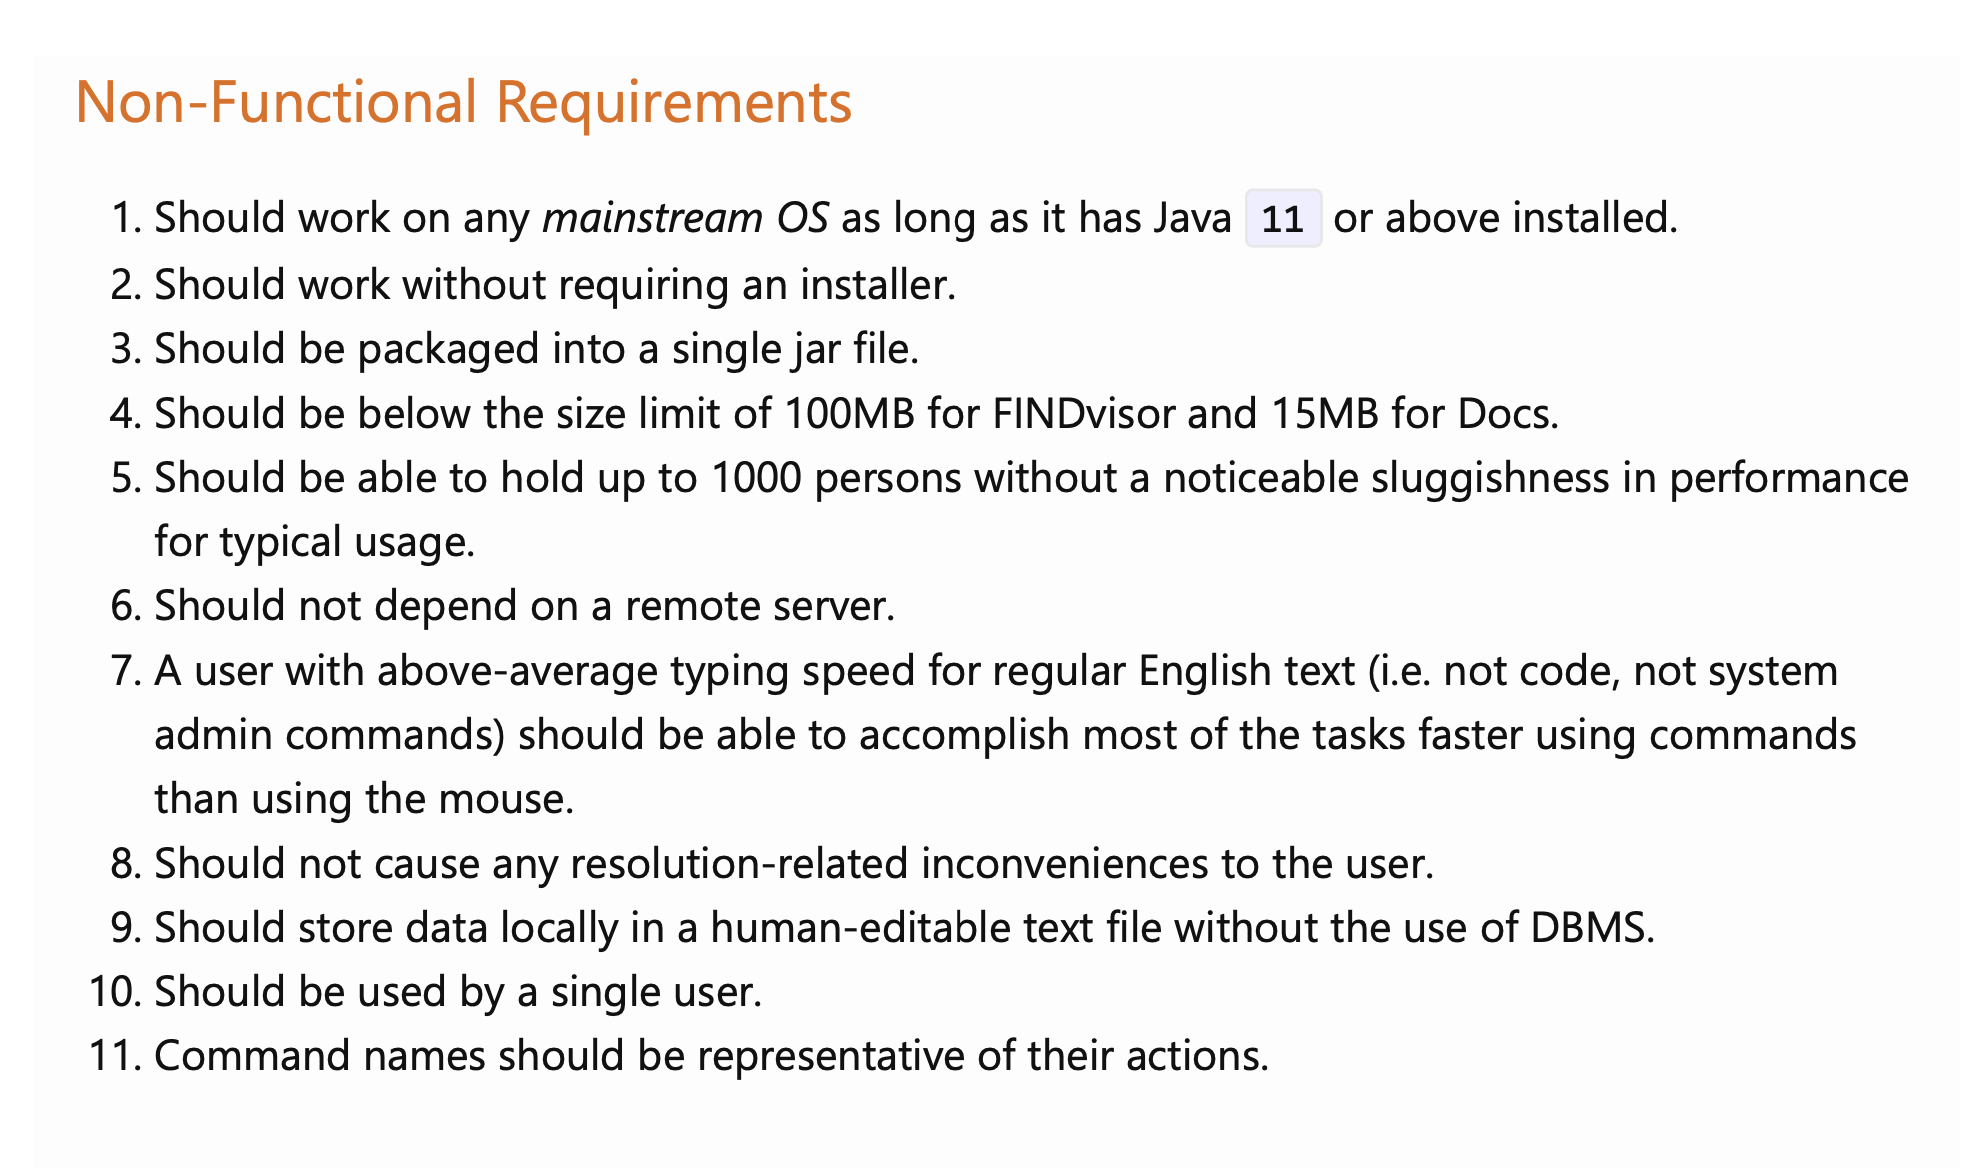 Non-Functional Requirements
1. Should work on any mainstream OS as long as it has Java 11 or above installed.
2. Should work without requiring an installer.
3. Should be packaged into a single jar file.
4. Should be below the size limit of 100MB for FINDvisor and 15MB for Docs.
5. Should be able to hold up to 1000 persons without a noticeable sluggishness in performance
for typical usage.
6. Should not depend on a remote server.
7. A user with above-average typing speed for regular English text (i.e. not code, not system
admin commands) should be able to accomplish most of the tasks faster using commands
than using the mouse.
8. Should not cause any resolution-related inconveniences to the user.
9. Should store data locally in a human-editable text file without the use of DBMS.
10. Should be used by a single user.
11. Command names should be representative of their actions.